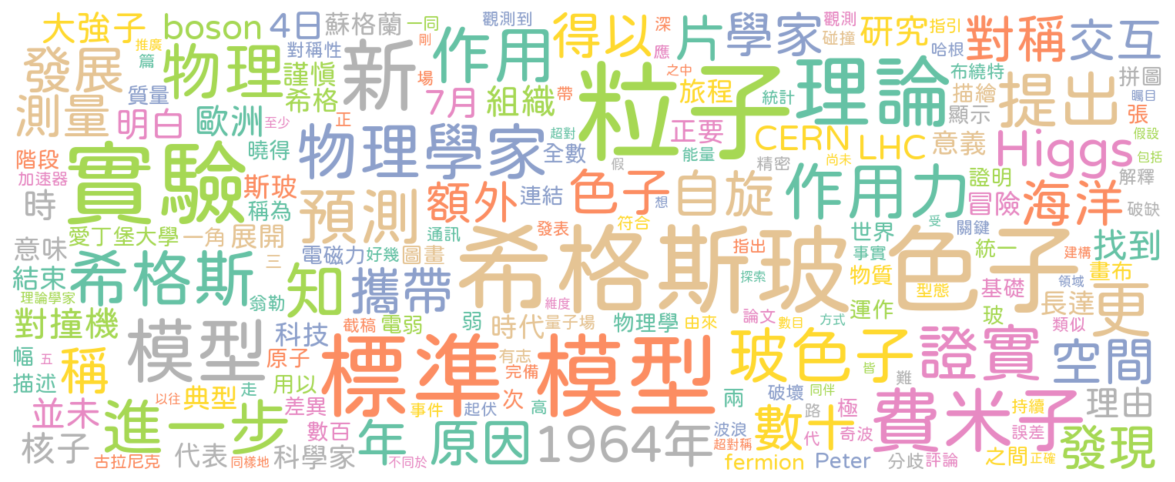 大強子 boson 4日 蘇格蘭 一同 深 觀測到 觀測 研究 指引
推廣 對稱性 剛 作用 得以 片 應 學家 碰撞 哈根 對稱 交互
發展 篇 物理 謹慎 新 場 之中 布繞特 拼圖
測量 質量 希格 7月 組織 帶 粒子 旅程 統計 理論 描繪 顯示 提出 瞩目
明白 歐洲 至少 正 超對 正要 CERN LHC 意義 張 假設
階段 曉得 物理學家 全數 能量 精密 尚未 Higgs 包括
加速器 實驗 斯玻 額外 連結 色子 假 自旋 作用力 證明 解釋
時 稱為 預測 想 冒險 海洋 破缺
愛丁堡大學 一角 展開 通訊 發表 符合 世界 關鍵 受
意味 三 電磁力 好幾 圖畫 希格斯玻色子 指出 事實 統一 建構 找到
結束 希格斯 知 攜帶 探索 物質 型態 基礎 畫布
理論學家 翁勒 維度 運作 長達 領域 更
對撞機 模型 科技 截稿 電弱 弱 時代 量子場 物理學 由來 論文 數目 方式 玻 類似
幅 五 稱 原子 標準模型 有志 完備 玻色子 皆 證實 空間
描述 以往 典型 走 用以 次 兩 破壞 同伴 難
並未 進一步 差異 年 事件 起伏 高 波浪 數十 路 極 費米子 持續 理由
核子 數百 原因 1964年 超對稱 代 奇波 誤差 發現
古拉尼克 代表 同樣地 科學家 不同於 fermion Peter 分歧 評論 之間 正確